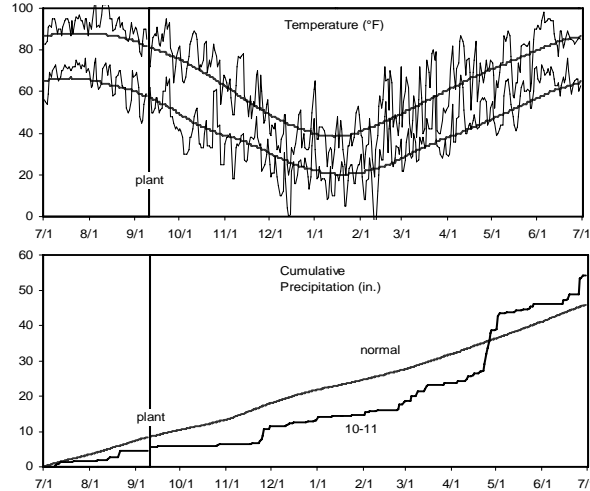 Temperature (°F)
100
80
60
40
20
0
plant
7/1 8/1 9/1 10/1 11/1 12/1 1/1 2/1 3/1 4/1 5/1 6/1 7/1
Cumulative
Precipitation (in.)
60
50
40
30
20
10
0
normal
plant
10-11
7/1 8/1 9/1 10/1 11/1 12/1 1/1 2/1 3/1 4/1 5/1 6/1 7/